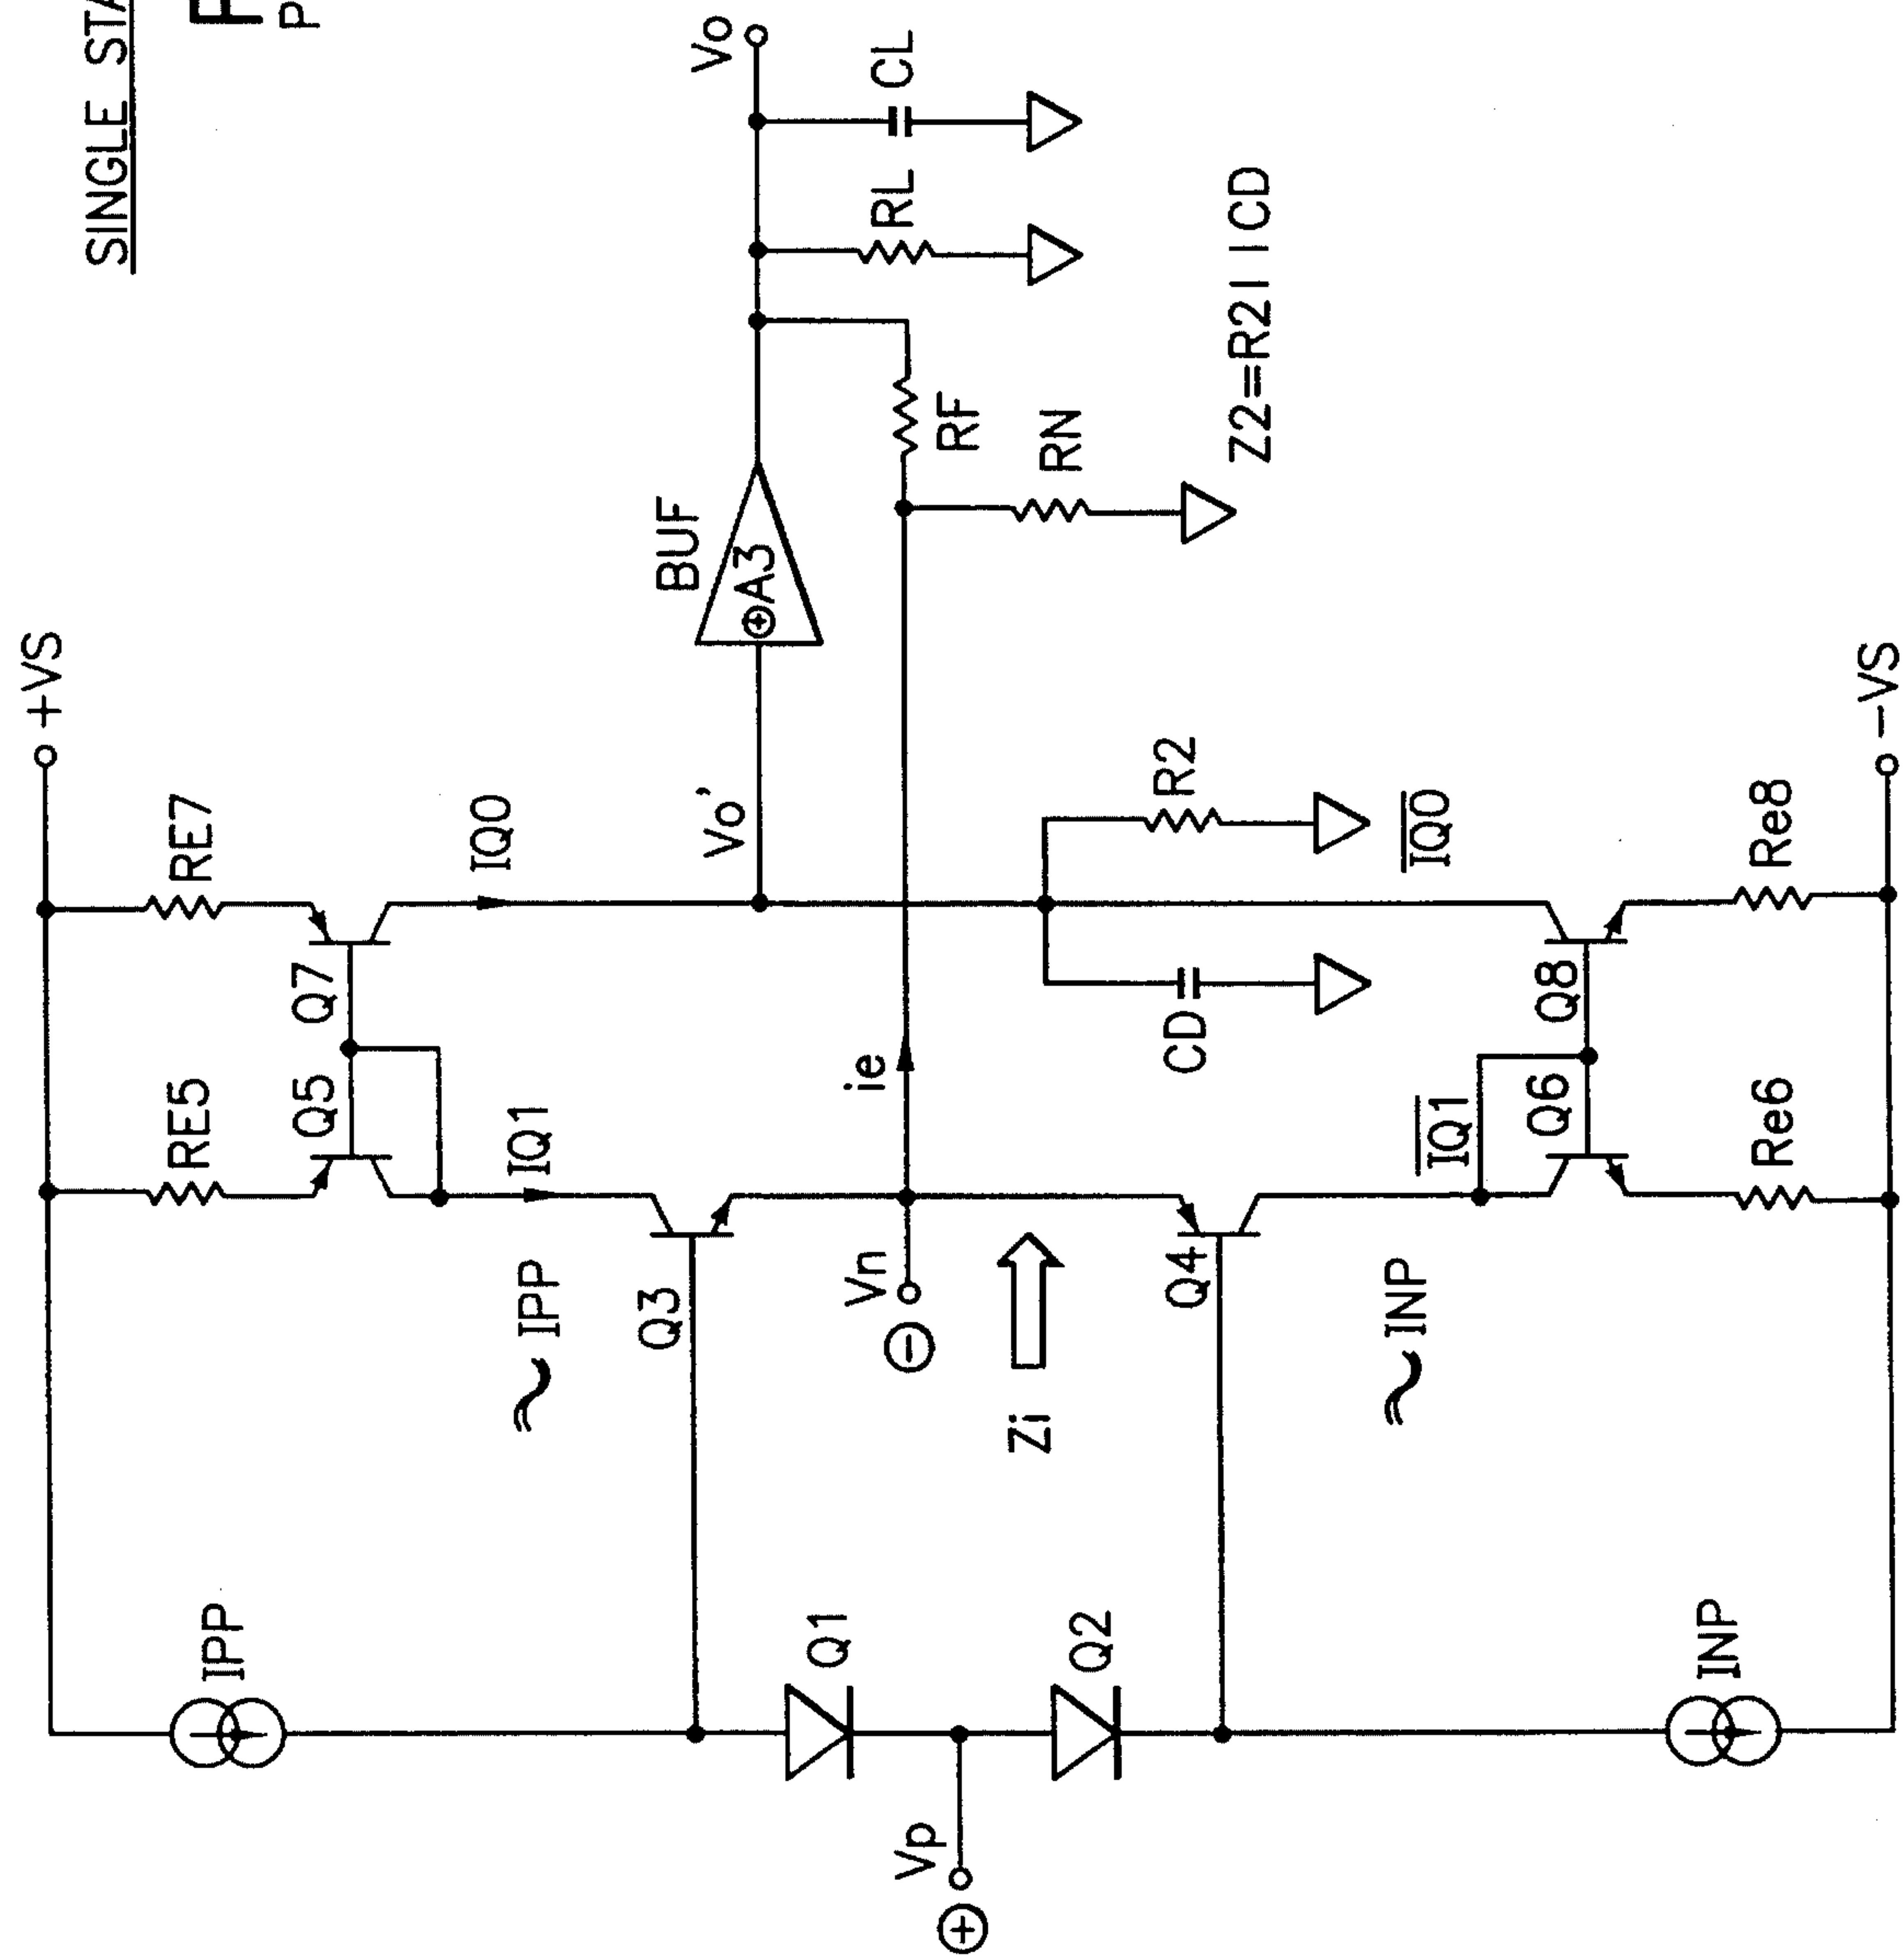 SINGLE STA
P
+VS
RE5
RE7
IPP
Q5
Q7
IQ1
IQ0
≈ IPP
Q3
BUF
⊕A3
Vo
Vo'
Q1
Vp
⊕
Vn
⊖
ie
RF
RL
CL
RN
Zi
Q2
CD
R2
Z2=R2||CD
Q4
≈ INP
IQ1
IQ0
Q6
Q8
INP
Re6
Re8
-VS